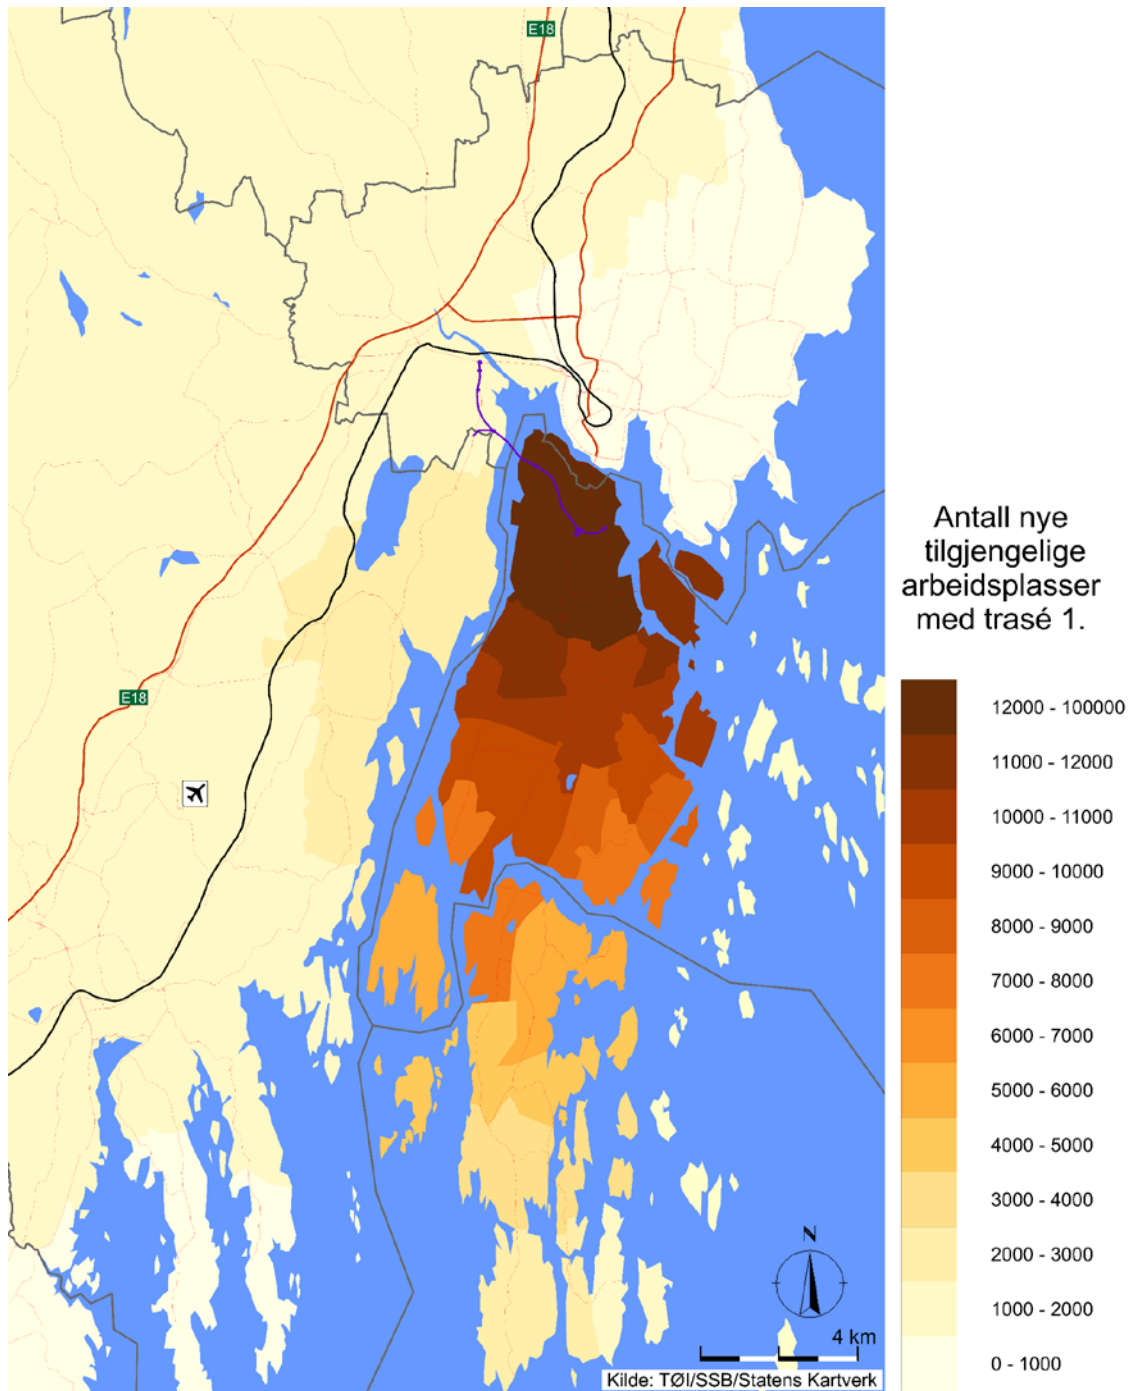 E18
E18
Antall nye
tilgjengelige
arbeidsplasser
med trasé 1.
12000 - 100000
11000 - 12000
10000 - 11000
9000 - 10000
8000 - 9000
7000 - 8000
6000 - 7000
5000 - 6000
4000 - 5000
3000 - 4000
2000 - 3000
1000 - 2000
0 - 1000
N
4 km
Kilde: TØI/SSB/Statens Kartverk